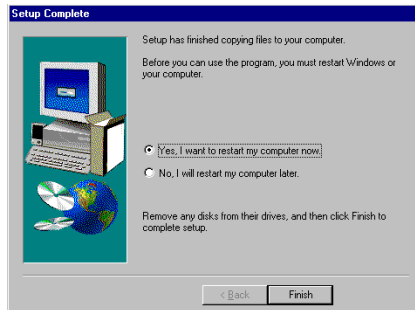 Setup Complete
Setup has finished copying files to your computer.
Before you can use the program, you must restart Windows or
your computer.
Yes, I want to restart my computer now.
No, I will restart my computer later.
Remove any disks from their drives, and then click Finish to
complete setup.
< Back
Finish